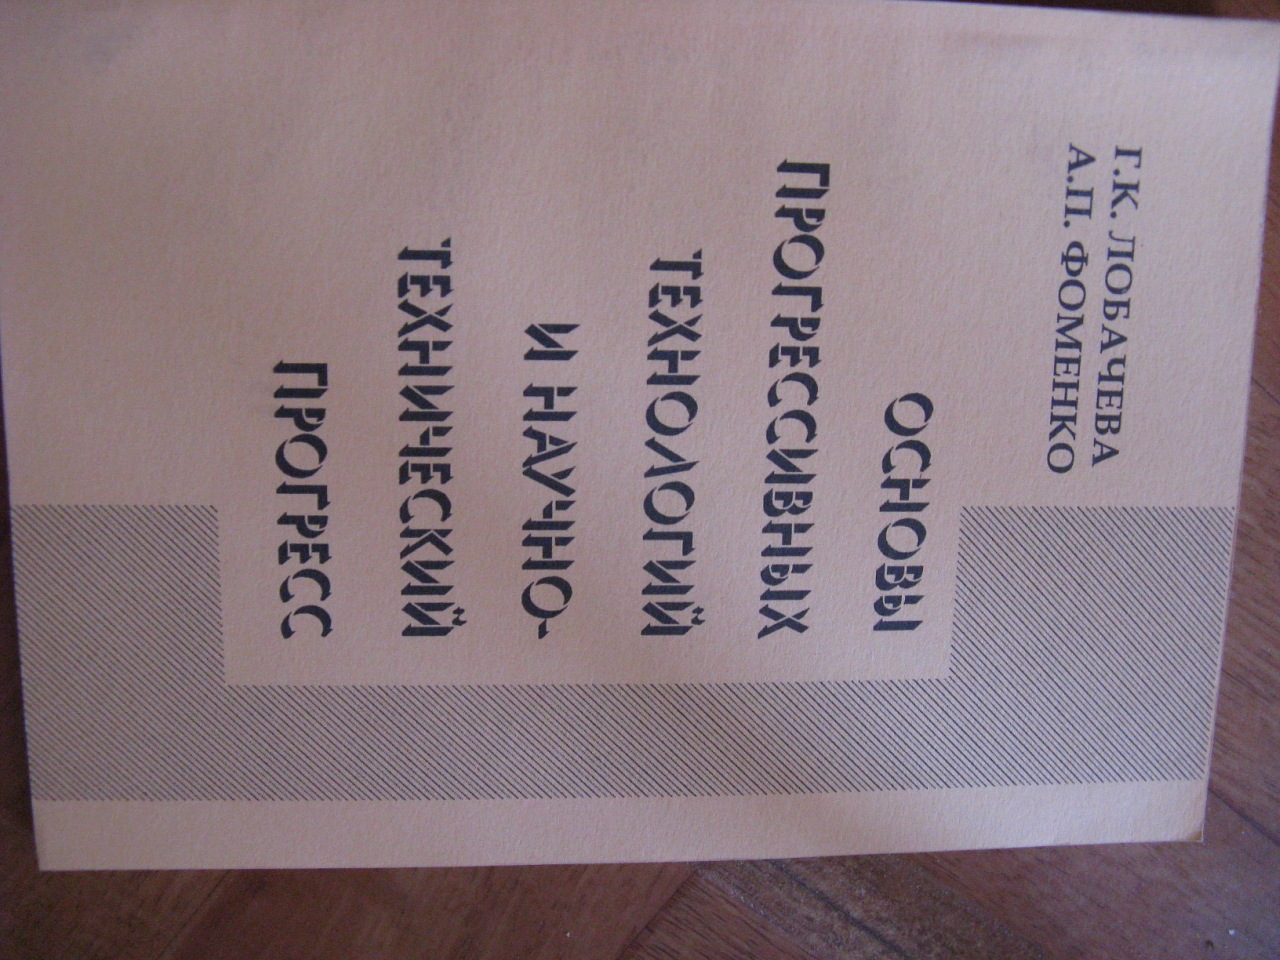 Г.К. ЛОБАЧЕВА
А.П. ФОМЕНКО
ОСНОВЫ
ПРОГРЕССИВНЫХ
ТЕХНОЛОГИЙ
И НАУЧНО-
ТЕХНИЧЕСКИЙ
ПРОГРЕСС